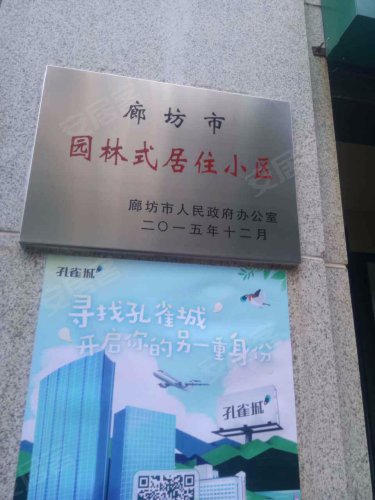 廊坊市
园林式居住小区
廊坊市人民政府办公室
二〇一五年十二月
孔雀城
寻找孔雀城
开启你的另一重身份
孔雀城